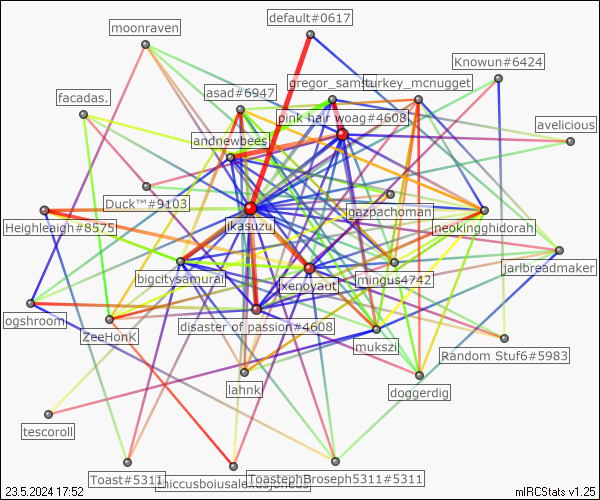 default#0617
moonraven
Knowun#6424
gregor_sams
turkey_mcnugget
asad#6947
facadas.
pink hair woag#4608
avelicious
andnewbees
Duck™#9103
gazpachoman
Heighleaigh#8575
ikasuzu
neokingghidorah
jarlbreadmaker
bigcitysamurai
xenoyaut
mingus4742
ogshroom
ZeeHonk
disaster of passion#4608
mukszi
Random Stuf6#5983
lahnk
doggerdig
tescoroll
Toast#5311
ToastephBroseph5311#5311
23.5.2024 17:52
mIRCStats v1.25